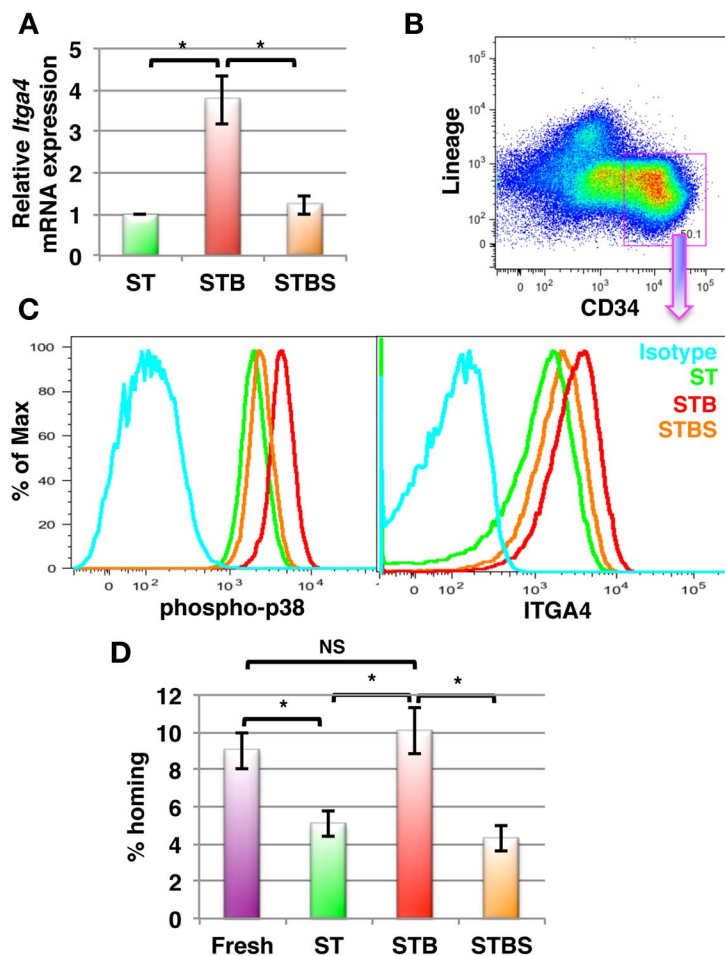 A
*
*
5
4
3
2
1
0
Relative Itga4
mRNA expression
ST
STB
STBS
B
10^5
10^4
10^3
10^2
0
Lineage
50.1
0
10^2
10^3
10^4
10^5
CD34
C
100
80
60
40
20
0
% of Max
0
10^2
10^3
10^4
phospho-p38
Isotype
ST
STB
STBS
0
10^2
10^3
10^4
10^5
ITGA4
D
NS
*
*
*
12
10
8
6
4
2
0
% homing
Fresh
ST
STB
STBS